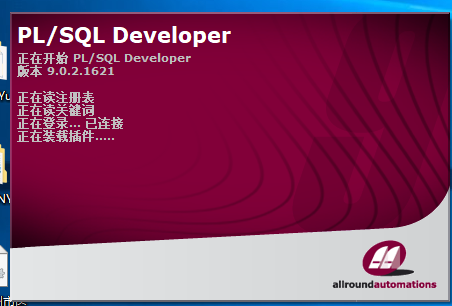 PL/SQL Developer
正在开始 PL/SQL Developer
版本 9.0.2.1621
正在读注册表
正在读关键词
正在登录... 已连接
正在装载插件.....
allroundautomations